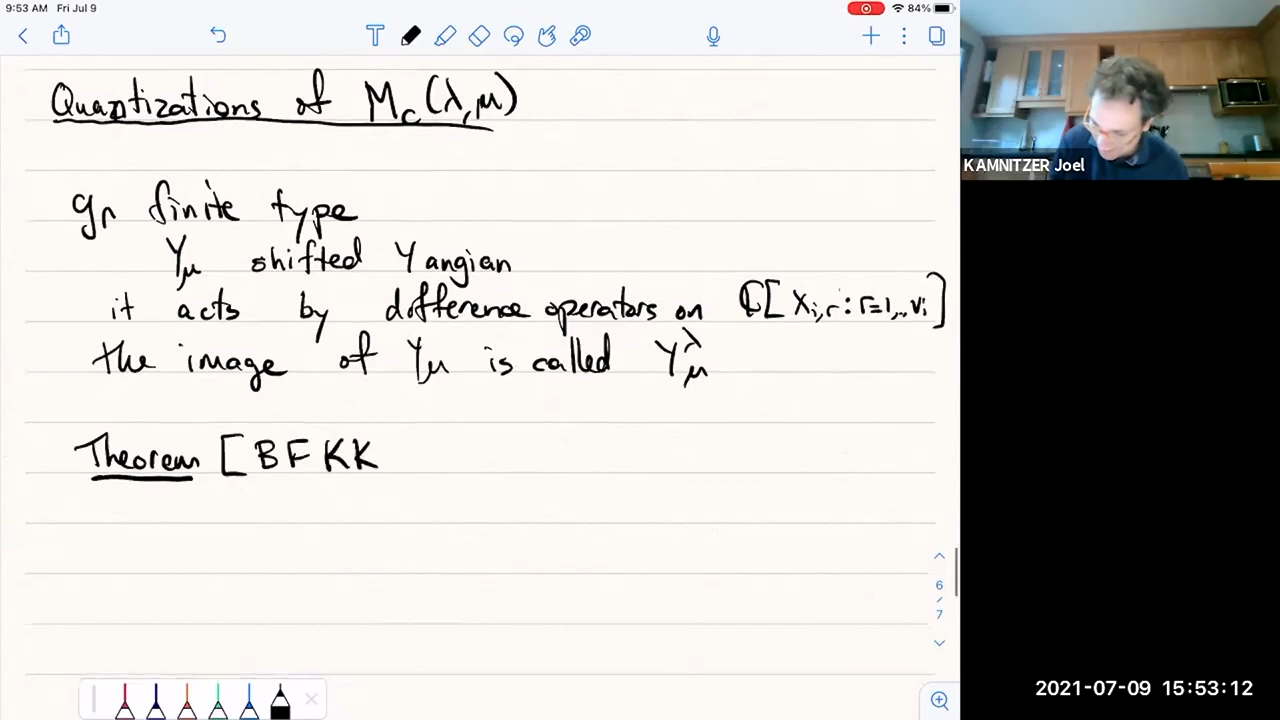 9:53 AM Fri Jul 9
84%
Quantizations of M_C(λ,μ)
KAMNITZER Joel
g_Γ finite type
Y_μ shifted Yangian
it acts by difference operators on ℂ[x_{i,r} : r=1,..v_i]
the image of Y_μ is called Y_μ^λ
Theorem [BFKK
6
/
7
2021-07-09 15:53:12